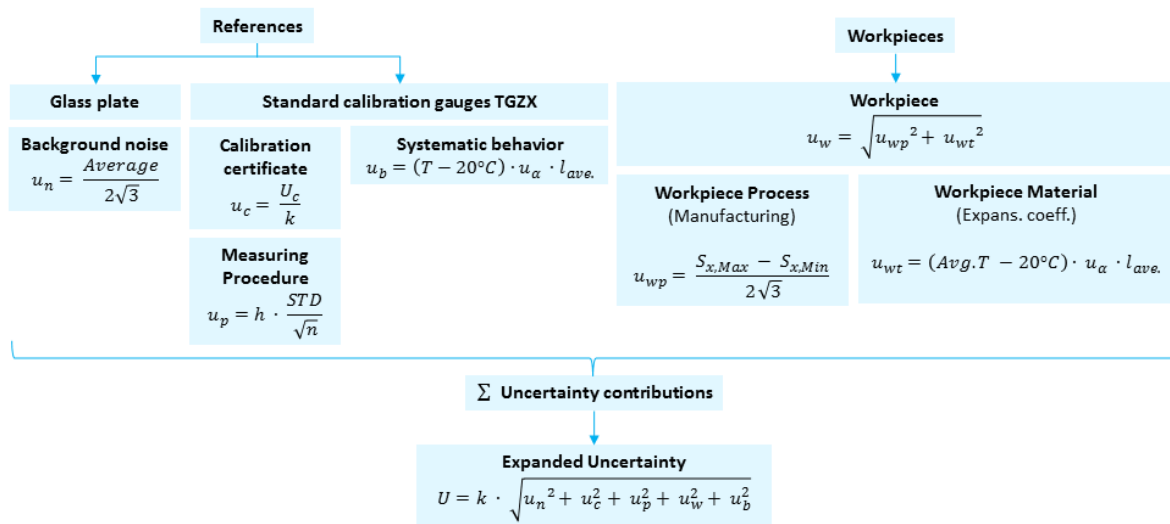 References
Workpieces
Glass plate
Standard calibration gauges TGZX
Workpiece
u_w = √(u_wp² + u_wt²)
Background noise
u_n = Average / 2√3
Calibration
certificate
u_c = U_c / k
Systematic behavior
u_b = (T − 20°C) · u_α · l_ave.
Measuring
Procedure
u_p = h · STD / √n
Workpiece Process
(Manufacturing)
u_wp = (S_x,Max − S_x,Min) / 2√3
Workpiece Material
(Expans. coeff.)
u_wt = (Avg.T − 20°C) · u_α · l_ave.
Σ Uncertainty contributions
Expanded Uncertainty
U = k · √(u_n² + u_c² + u_p² + u_w² + u_b²)